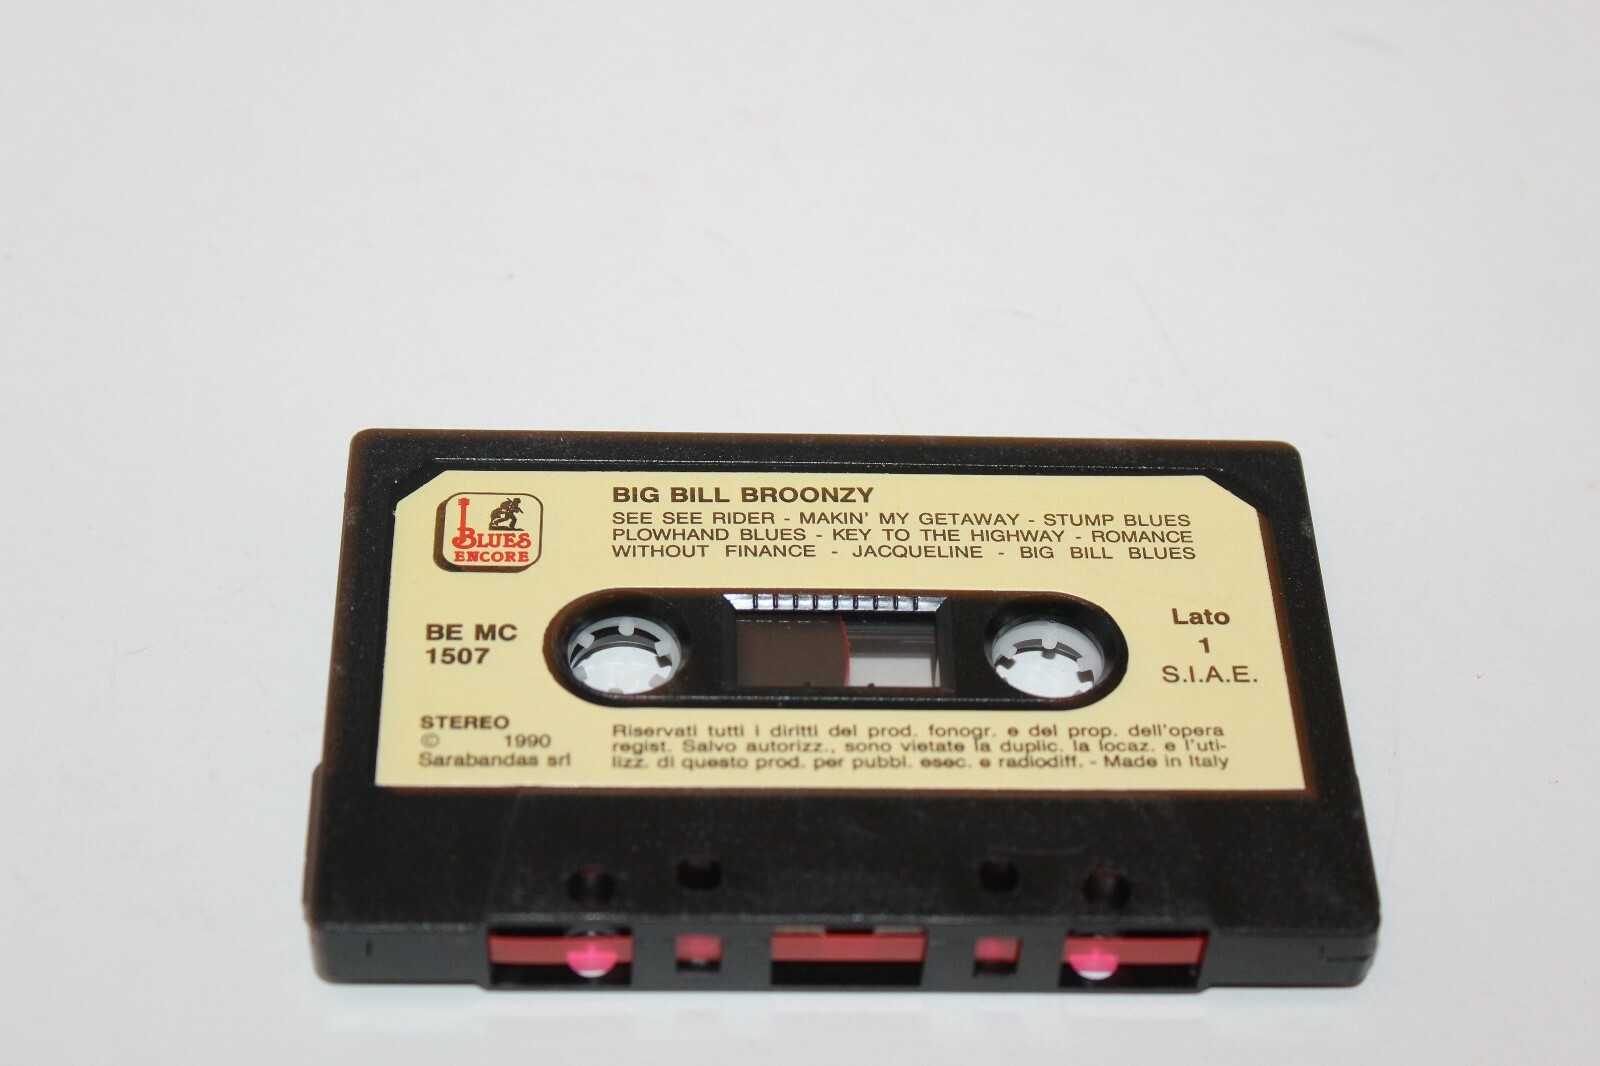 BLUES
ENCORE
BIG BILL BROONZY
SEE SEE RIDER - MAKIN' MY GETAWAY - STUMP BLUES
PLOWHAND BLUES - KEY TO THE HIGHWAY - ROMANCE
WITHOUT FINANCE - JACQUELINE - BIG BILL BLUES
BE MC
1507
Lato
1
S.I.A.E.
STEREO
© 1990
Sarabandas srl
Riservati tutti i diritti del prod. fonogr. e del prop. dell'opera
regist. Salvo autorizz., sono vietate la duplic. la locaz. e l'uti-
lizz. di questo prod. per pubbl. esec. e radiodiff. - Made in Italy